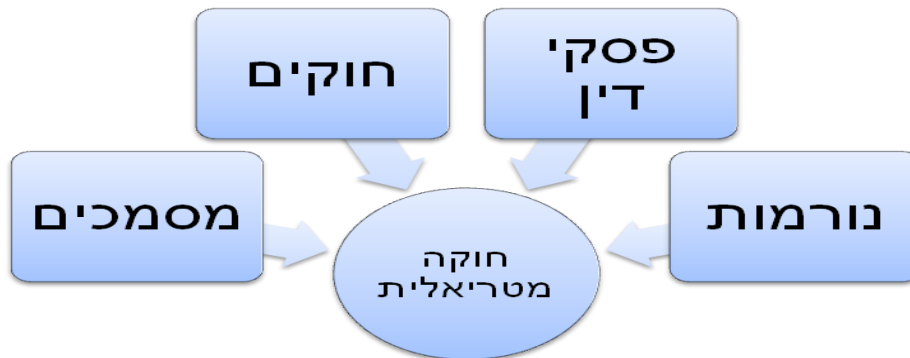 פסקי
דין
חוקים
נורמות
מסמכים
חוקה
מטריאלית